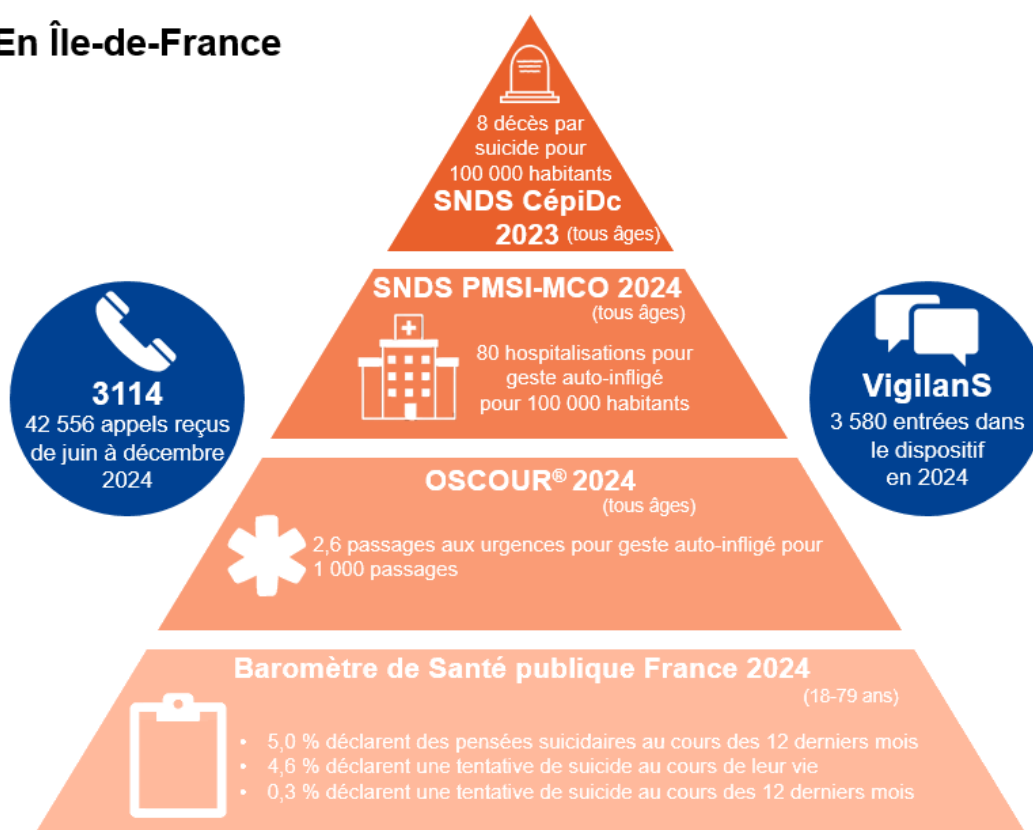 En Île-de-France
8 décès par
suicide pour
100 000 habitants
SNDS CépiDc
2023 (tous âges)
SNDS PMSI-MCO 2024
(tous âges)
80 hospitalisations pour
geste auto-infligé
pour 100 000 habitants
3114
42 556 appels reçus
de juin à décembre
2024
VigilanS
3 580 entrées dans
le dispositif
en 2024
OSCOUR® 2024
(tous âges)
2,6 passages aux urgences pour geste auto-infligé pour
1 000 passages
Baromètre de Santé publique France 2024
(18-79 ans)
• 5,0 % déclarent des pensées suicidaires au cours des 12 derniers mois
• 4,6 % déclarent une tentative de suicide au cours de leur vie
• 0,3 % déclarent une tentative de suicide au cours des 12 derniers mois